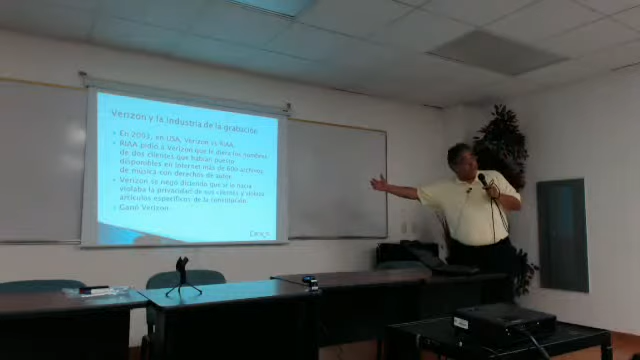 Verizon y la industria de la grabación
En 2003, en USA, Verizon vs RIAA.
RIAA pidió a Verizon que le diera los nombres
de dos clientes que habían puesto
disponibles en Internet más de 600 archivos
de música con derechos de autor.
Verizon se negó diciendo que si lo hacía
violaba la privacidad de sus clientes y
artículos específicos de la constitución.
Ganó Verizon